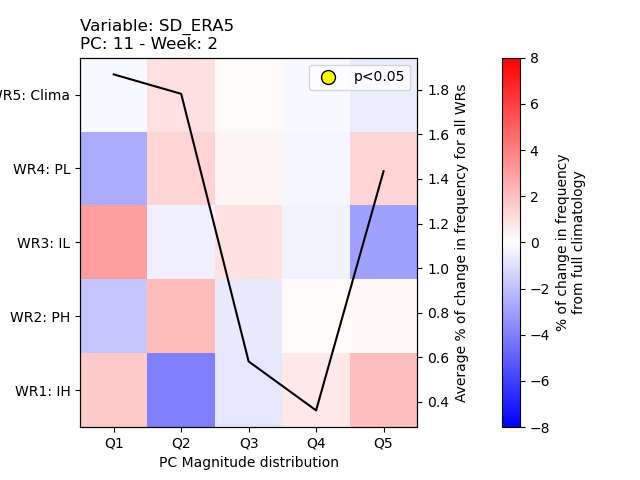 Variable: SD_ERA5
PC: 11 - Week: 2
p<0.05
WR5: Clima
WR4: PL
WR3: IL
WR2: PH
WR1: IH
Q1 Q2 Q3 Q4 Q5
PC Magnitude distribution
1.8
1.6
1.4
1.2
1.0
0.8
0.6
0.4
Average % of change in frequency for all WRs
8
6
4
2
0
−2
−4
−6
−8
% of change in frequency
from full climatology